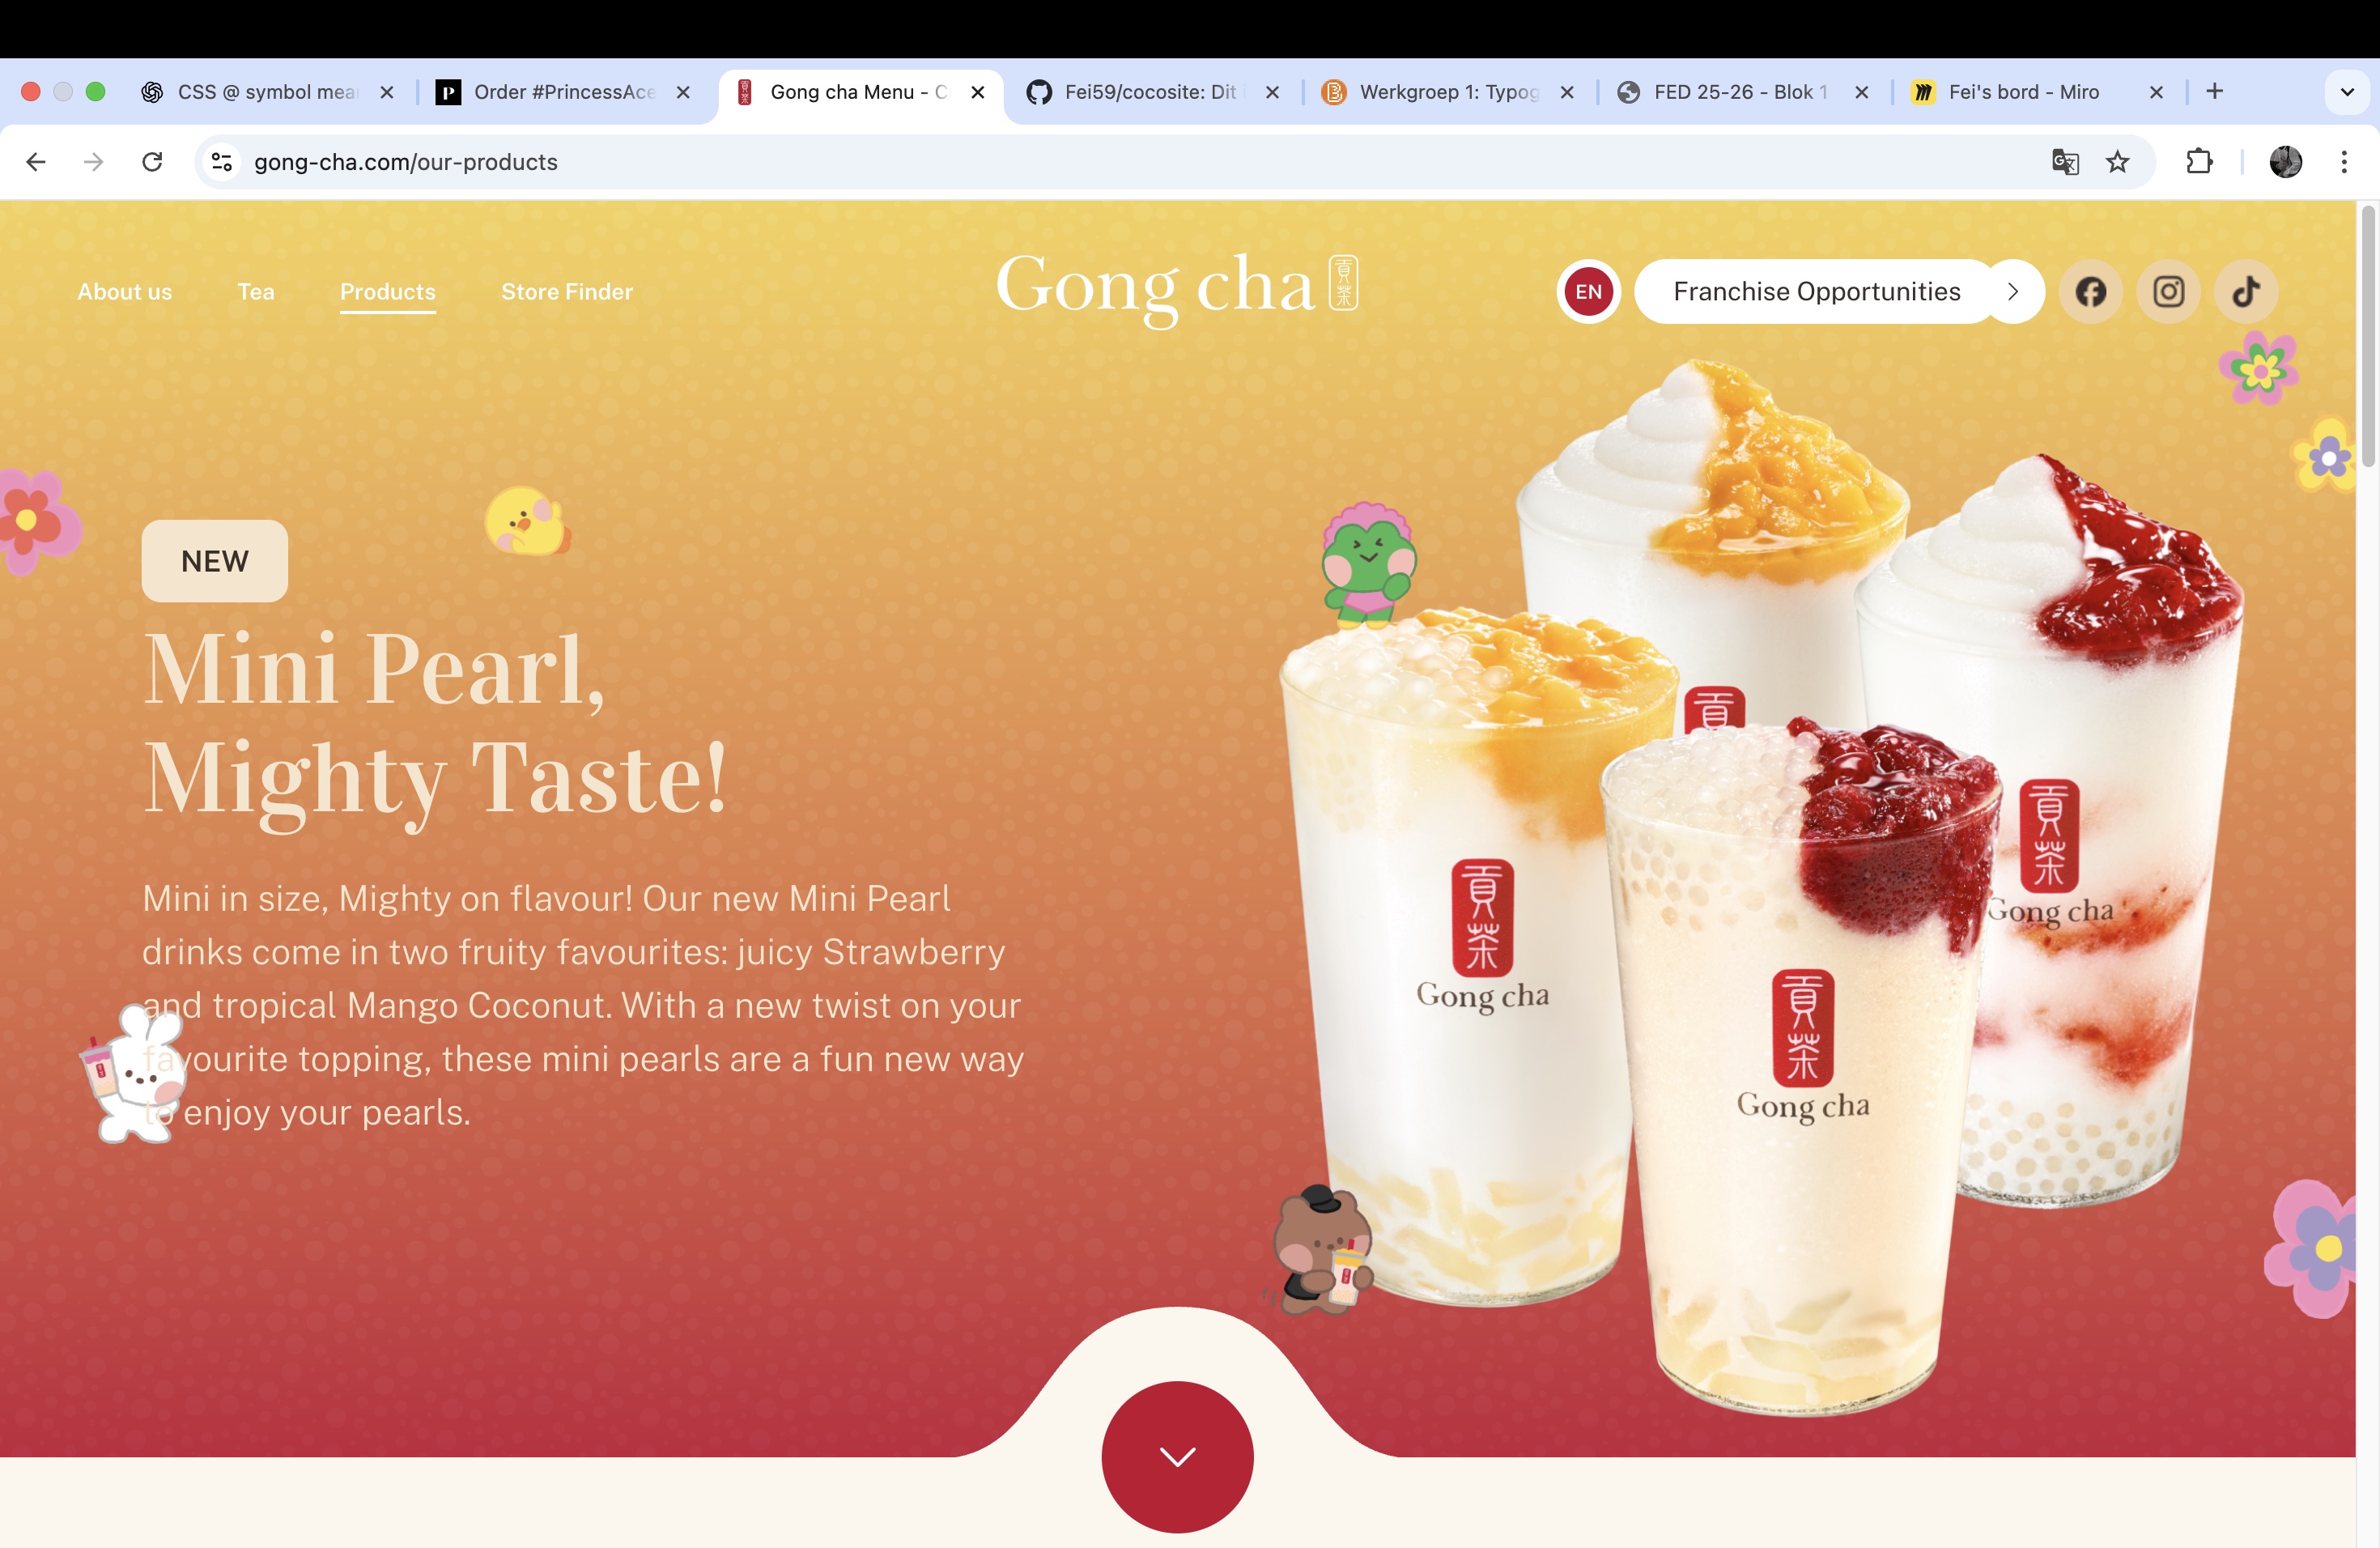 CSS @ symbol mea
Order #PrincessAce
Gong cha Menu - C
Fei59/cocosite: Dit
Werkgroep 1: Typog
FED 25-26 - Blok 1
Fei's bord - Miro
gong-cha.com/our-products
About us
Tea
Products
Store Finder
Gong cha 貢茶
EN
Franchise Opportunities
NEW
Mini Pearl,
Mighty Taste!
Mini in size, Mighty on flavour! Our new Mini Pearl
drinks come in two fruity favourites: juicy Strawberry
and tropical Mango Coconut. With a new twist on your
favourite topping, these mini pearls are a fun new way
to enjoy your pearls.
貢
貢茶
Gong cha
貢茶
Gong cha
貢茶
Gong cha